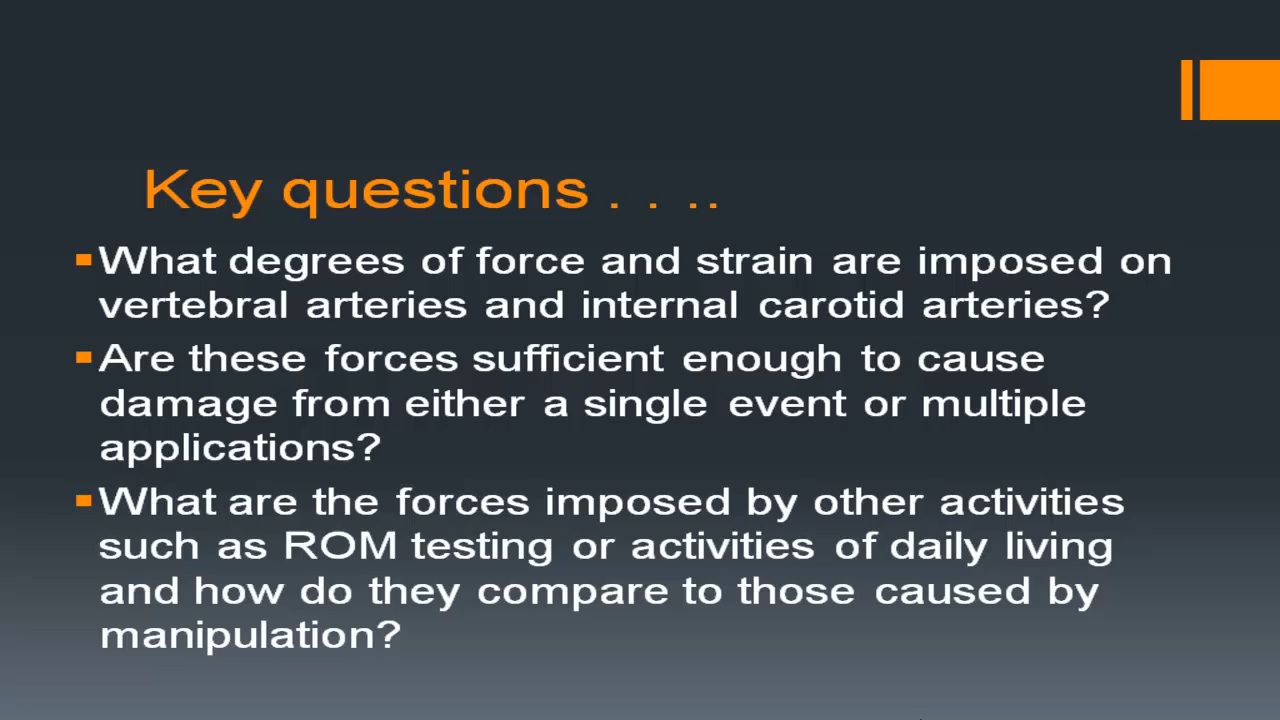 Key questions . . ..
What degrees of force and strain are imposed on
vertebral arteries and internal carotid arteries?
Are these forces sufficient enough to cause
damage from either a single event or multiple
applications?
What are the forces imposed by other activities
such as ROM testing or activities of daily living
and how do they compare to those caused by
manipulation?